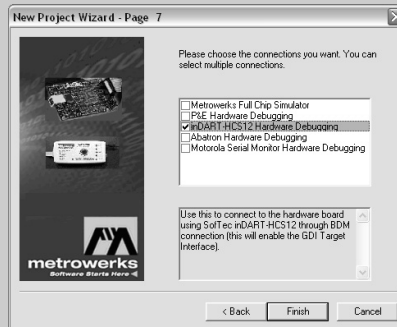 New Project Wizard - Page 7
Please choose the connections you want. You can
select multiple connections.
Metrowerks Full Chip Simulator
P&E Hardware Debugging
inDART-HCS12 Hardware Debugging
Abatron Hardware Debugging
Motorola Serial Monitor Hardware Debugging
Use this to connect to the hardware board
using SofTec inDART-HCS12 through BDM
connection (this will enable the GDI Target
Interface).
metrowerks
Software Starts Here
< Back
Finish
Cancel